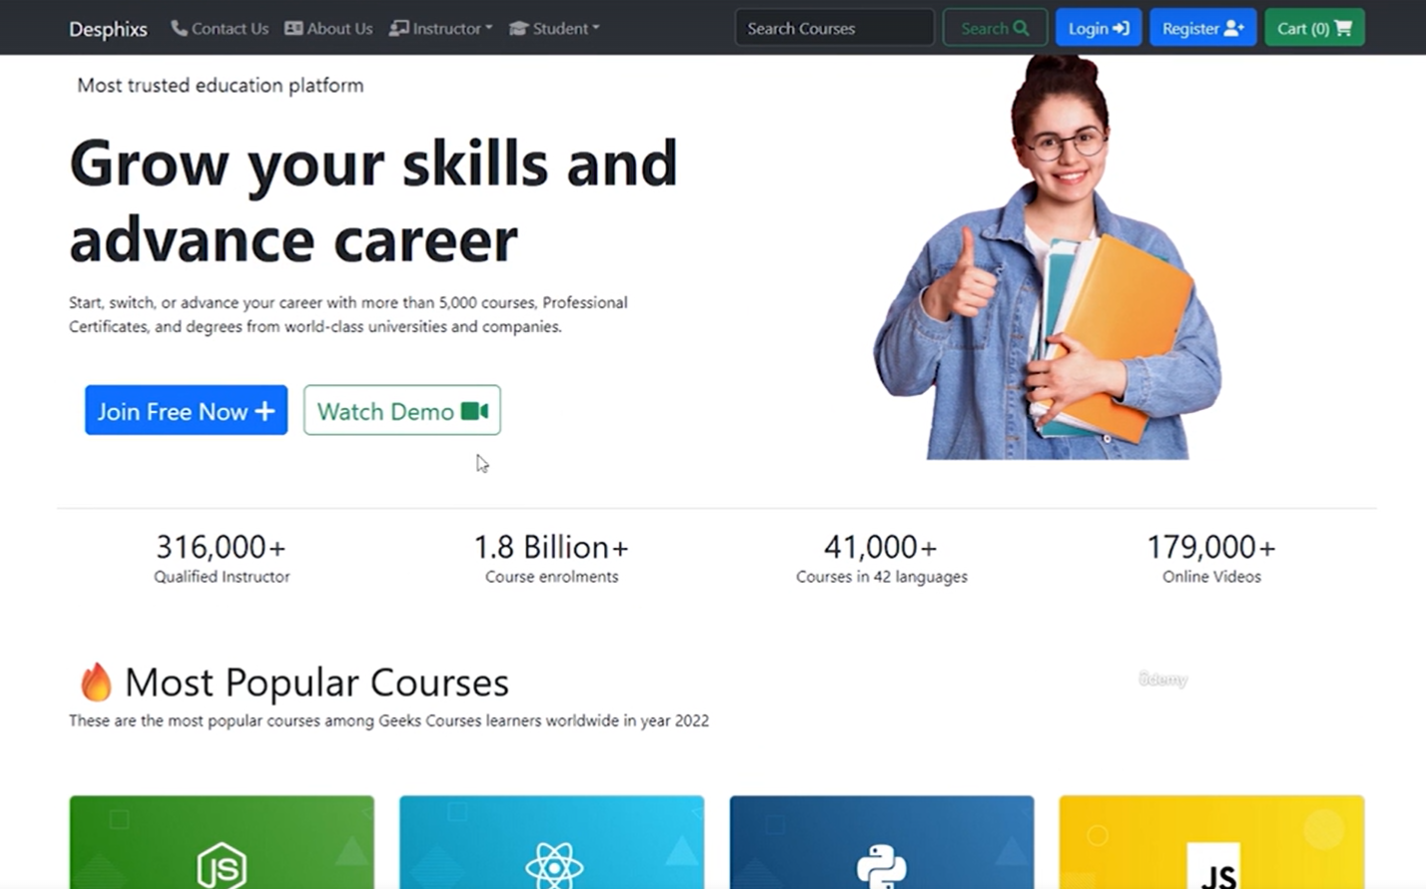 Desphixs
Contact Us
About Us
Instructor
Student
Search Courses
Search
Login
Register
Cart (0)
Most trusted education platform
Grow your skills and
advance career
Start, switch, or advance your career with more than 5,000 courses, Professional
Certificates, and degrees from world-class universities and companies.
Join Free Now
Watch Demo
316,000+
Qualified Instructor
1.8 Billion+
Course enrolments
41,000+
Courses in 42 languages
179,000+
Online Videos
Most Popular Courses
These are the most popular courses among Geeks Courses learners worldwide in year 2022
ûdemy
JS
JS